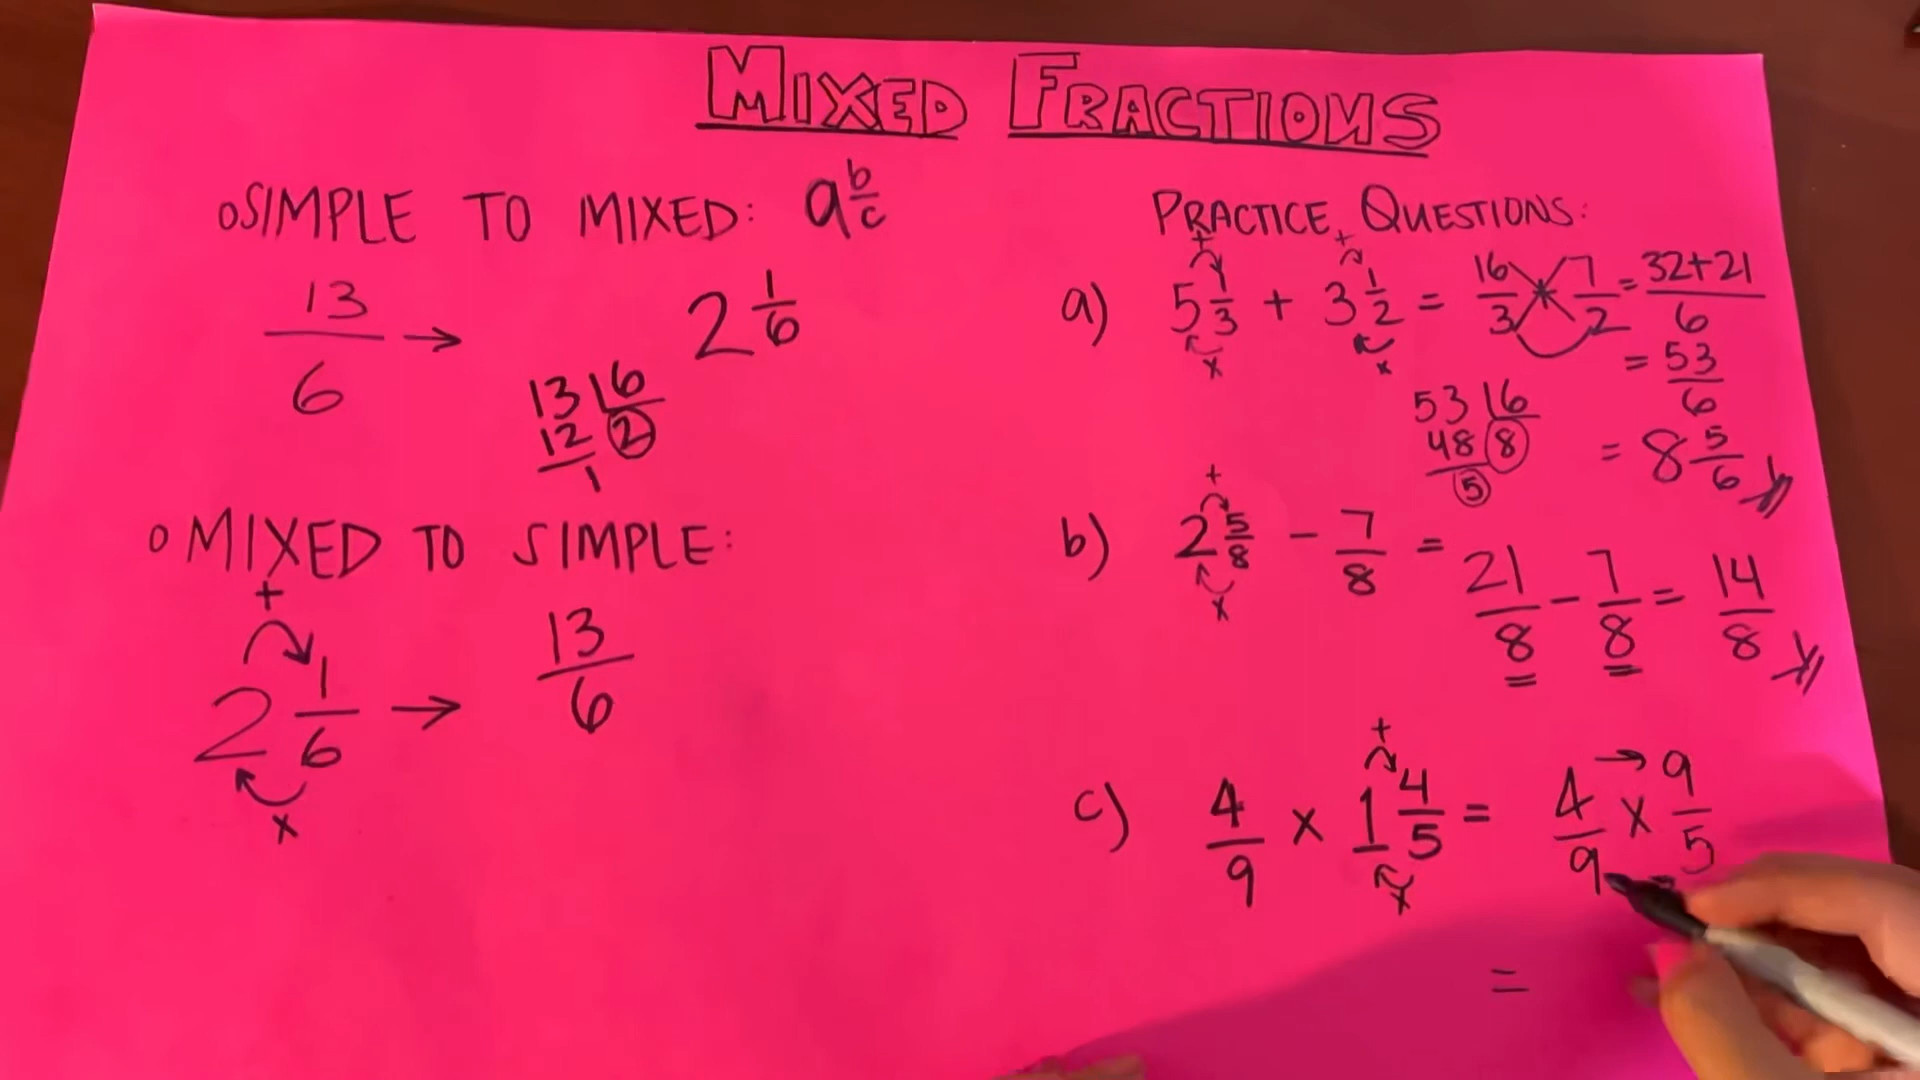 MIXED FRACTIONS
SIMPLE TO MIXED: a b/c
13/6 → 2 1/6
13 | 6
12 2
1
MIXED TO SIMPLE:
+
2 1/6 → 13/6
x
PRACTICE QUESTIONS:
+ +
a) 5 1/3 + 3 1/2 = 16/3 × 7/2 = 32+21/6
x x
= 53/6
53 | 6
48 8
5
= 8 5/6
+
b) 2 5/8 - 7/8 = 21/8 - 7/8 = 14/8
x
+
c) 4/9 x 1 4/5 = 4/9 x 9/5
x
=